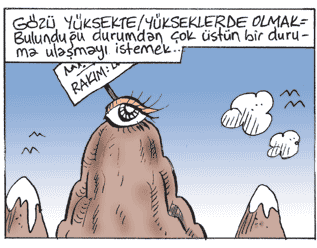 GÖZÜ YÜKSEKTE/YÜKSEKLERDE OLMAK=
Bulunduğu durumdan çok üstün bir duru-
ma ulaşmayı istemek..
RAKIM: